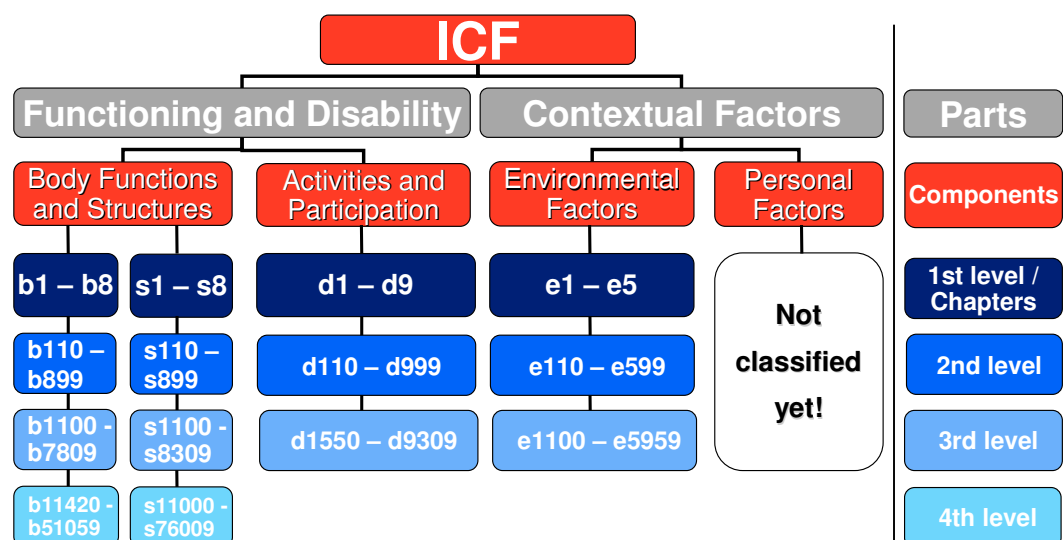 ICF
Functioning and Disability
Contextual Factors
Parts
Body Functions
and Structures
Activities and
Participation
Environmental
Factors
Personal
Factors
Components
b1 – b8
s1 – s8
d1 – d9
e1 – e5
Not
classified
yet!
1st level /
Chapters
b110 –
b899
s110 –
s899
d110 – d999
e110 – e599
2nd level
b1100 -
b7809
s1100 -
s8309
d1550 – d9309
e1100 – e5959
3rd level
b11420 -
b51059
s11000 -
s76009
4th level